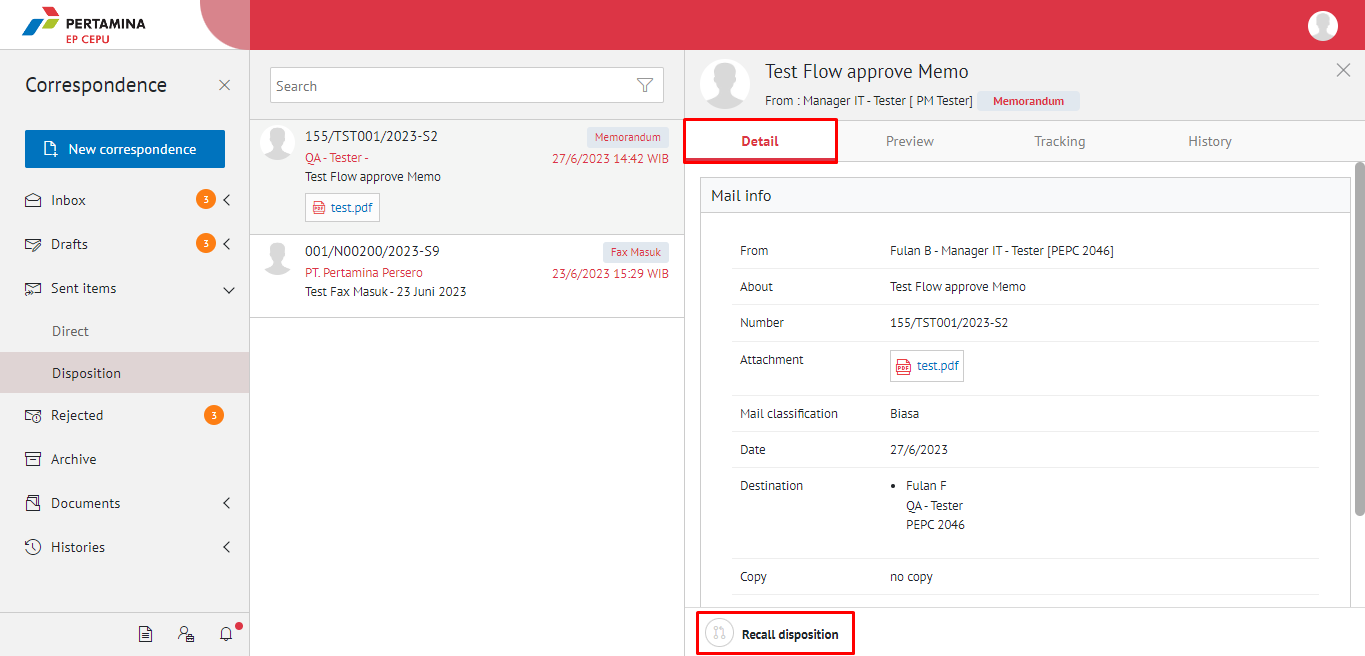 PERTAMINA
EP CEPU
Correspondence
New correspondence
Inbox 3
Drafts 3
Sent items
Direct
Disposition
Rejected 3
Archive
Documents
Histories
Search
155/TST001/2023-S2 Memorandum
QA - Tester - 27/6/2023 14:42 WIB
Test Flow approve Memo
PDF test.pdf
001/N00200/2023-S9 Fax Masuk
PT. Pertamina Persero 23/6/2023 15:29 WIB
Test Fax Masuk - 23 Juni 2023
Test Flow approve Memo
From : Manager IT - Tester [ PM Tester] Memorandum
Detail Preview Tracking History
Mail info
From Fulan B - Manager IT - Tester [PEPC 2046]
About Test Flow approve Memo
Number 155/TST001/2023-S2
Attachment PDF test.pdf
Mail classification Biasa
Date 27/6/2023
Destination • Fulan F
QA - Tester
PEPC 2046
Copy no copy
Recall disposition